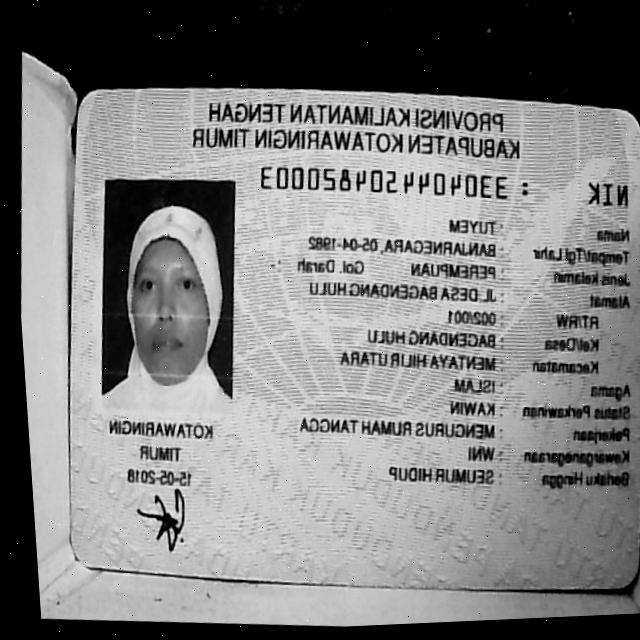 PROVINSI KALIMANTAN TENGAH
KABUPATEN KOTAWARINGIN TIMUR
NIK : 3304044504820003
Nama : TUYEM
Tempat/Tgl Lahir : BANJARNEGARA, 05-04-1982
Jenis Kelamin : PEREMPUAN Gol. Darah -
Alamat : JL. DESA BAGENDANG HULU
RT/RW : 002/001
Kel/Desa : BAGENDANG HULU
Kecamatan : MENTAYA HILIR UTARA
Agama : ISLAM
Status Perkawinan : KAWIN
Pekerjaan : MENGURUS RUMAH TANGGA
Kewarganegaraan : WNI
Berlaku Hingga : SEUMUR HIDUP
KOTAWARINGIN
TIMUR
15-05-2018